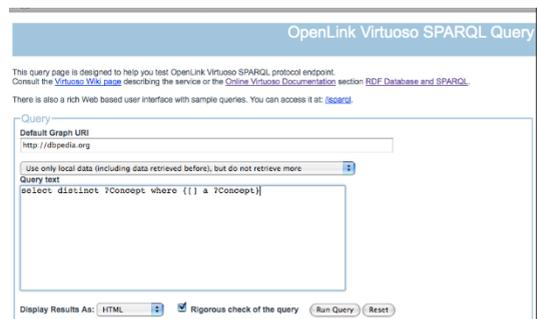 OpenLink Virtuoso SPARQL Query
This query page is designed to help you test OpenLink Virtuoso SPARQL protocol endpoint.
Consult the Virtuoso Wiki page describing the service or the Online Virtuoso Documentation section RDF Database and SPARQL.
There is also a rich Web based user interface with sample queries. You can access it at: /isparql.
Query
Default Graph URI
http://dbpedia.org
Use only local data (including data retrieved before), but do not retrieve more
Query text
select distinct ?Concept where {[] a ?Concept}
Display Results As: HTML Rigorous check of the query Run Query Reset